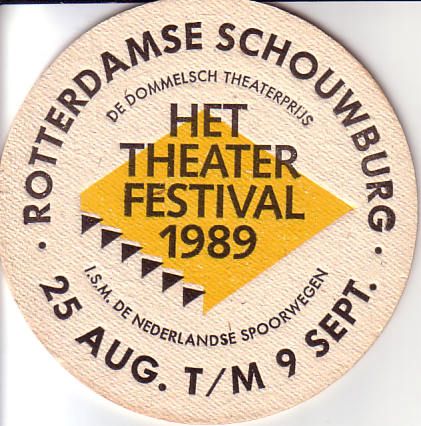 · ROTTERDAMSE SCHOUWBURG ·
DE DOMMELSCH THEATERPRIJS
HET
THEATER
FESTIVAL
1989
I.S.M. DE NEDERLANDSE SPOORWEGEN
25 AUG. T/M 9 SEPT.